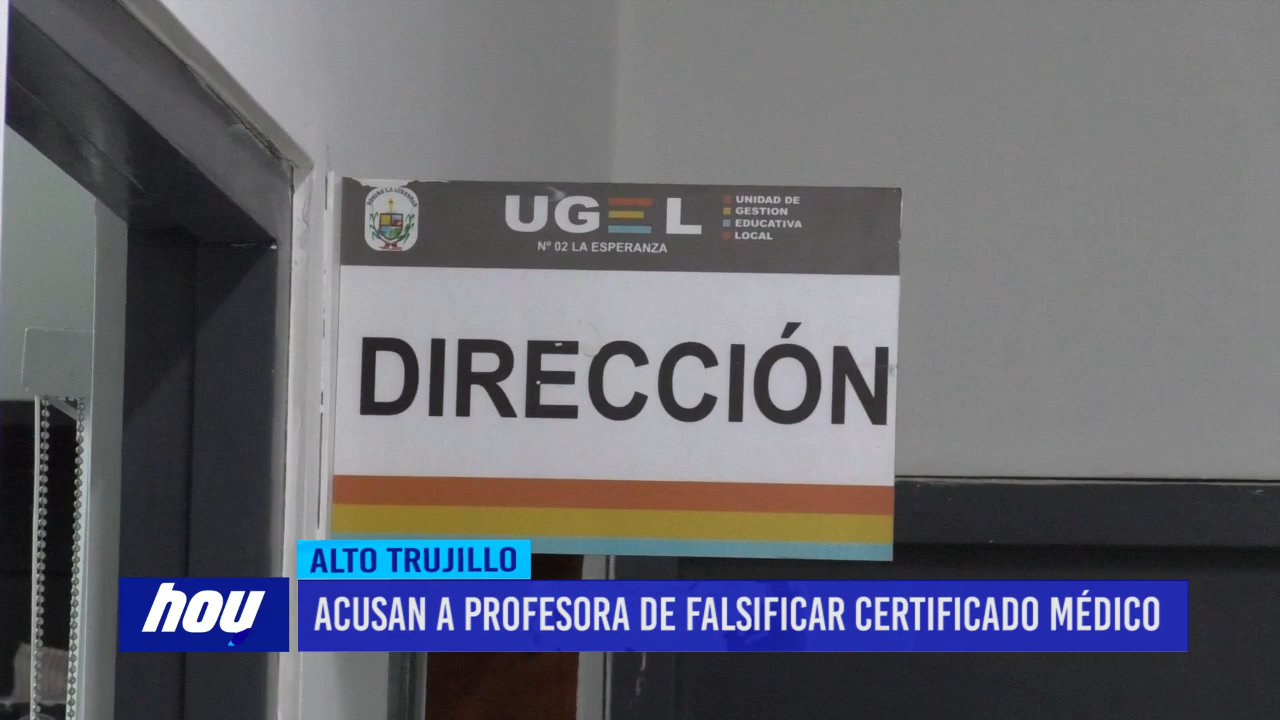 UGEL
Nº 02 LA ESPERANZA
UNIDAD DE
GESTION
EDUCATIVA
LOCAL
DIRECCIÓN
ALTO TRUJILLO
hoy
ACUSAN A PROFESORA DE FALSIFICAR CERTIFICADO MÉDICO